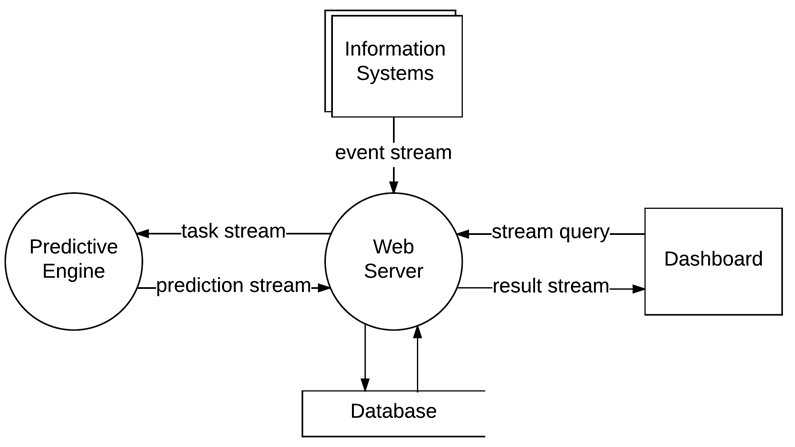 Information
Systems
event stream
Predictive
Engine
task stream
prediction stream
Web
Server
stream query
result stream
Dashboard
Database